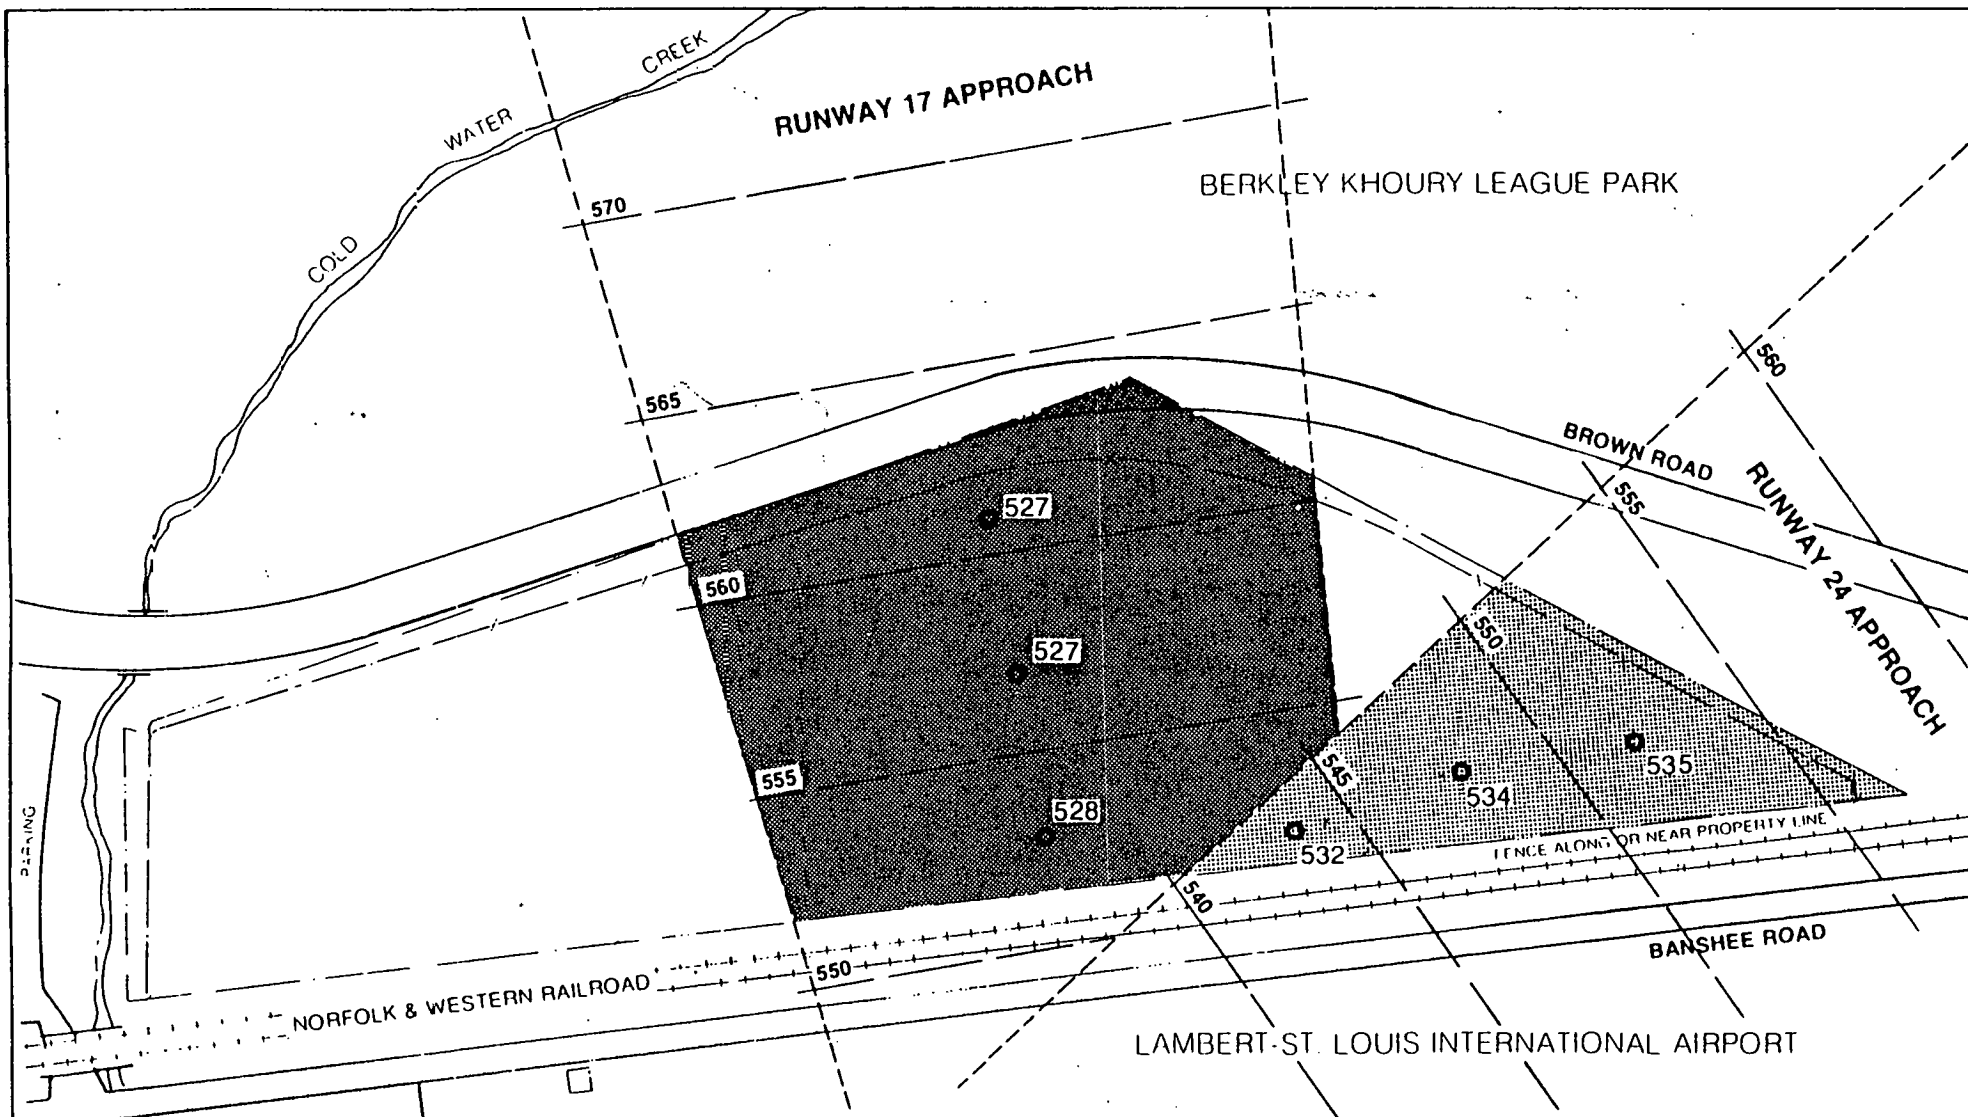 CREEK
WATER
COLD
RUNWAY 17 APPROACH
BERKLEY KHOURY LEAGUE PARK
570
565
560
555
BROWN ROAD
RUNWAY 24 APPROACH
527
560
550
527
555
545
535
534
528
532
FENCE ALONG OR NEAR PROPERTY LINE
PARKING
540
550
BANSHEE ROAD
NORFOLK & WESTERN RAILROAD
LAMBERT-ST. LOUIS INTERNATIONAL AIRPORT